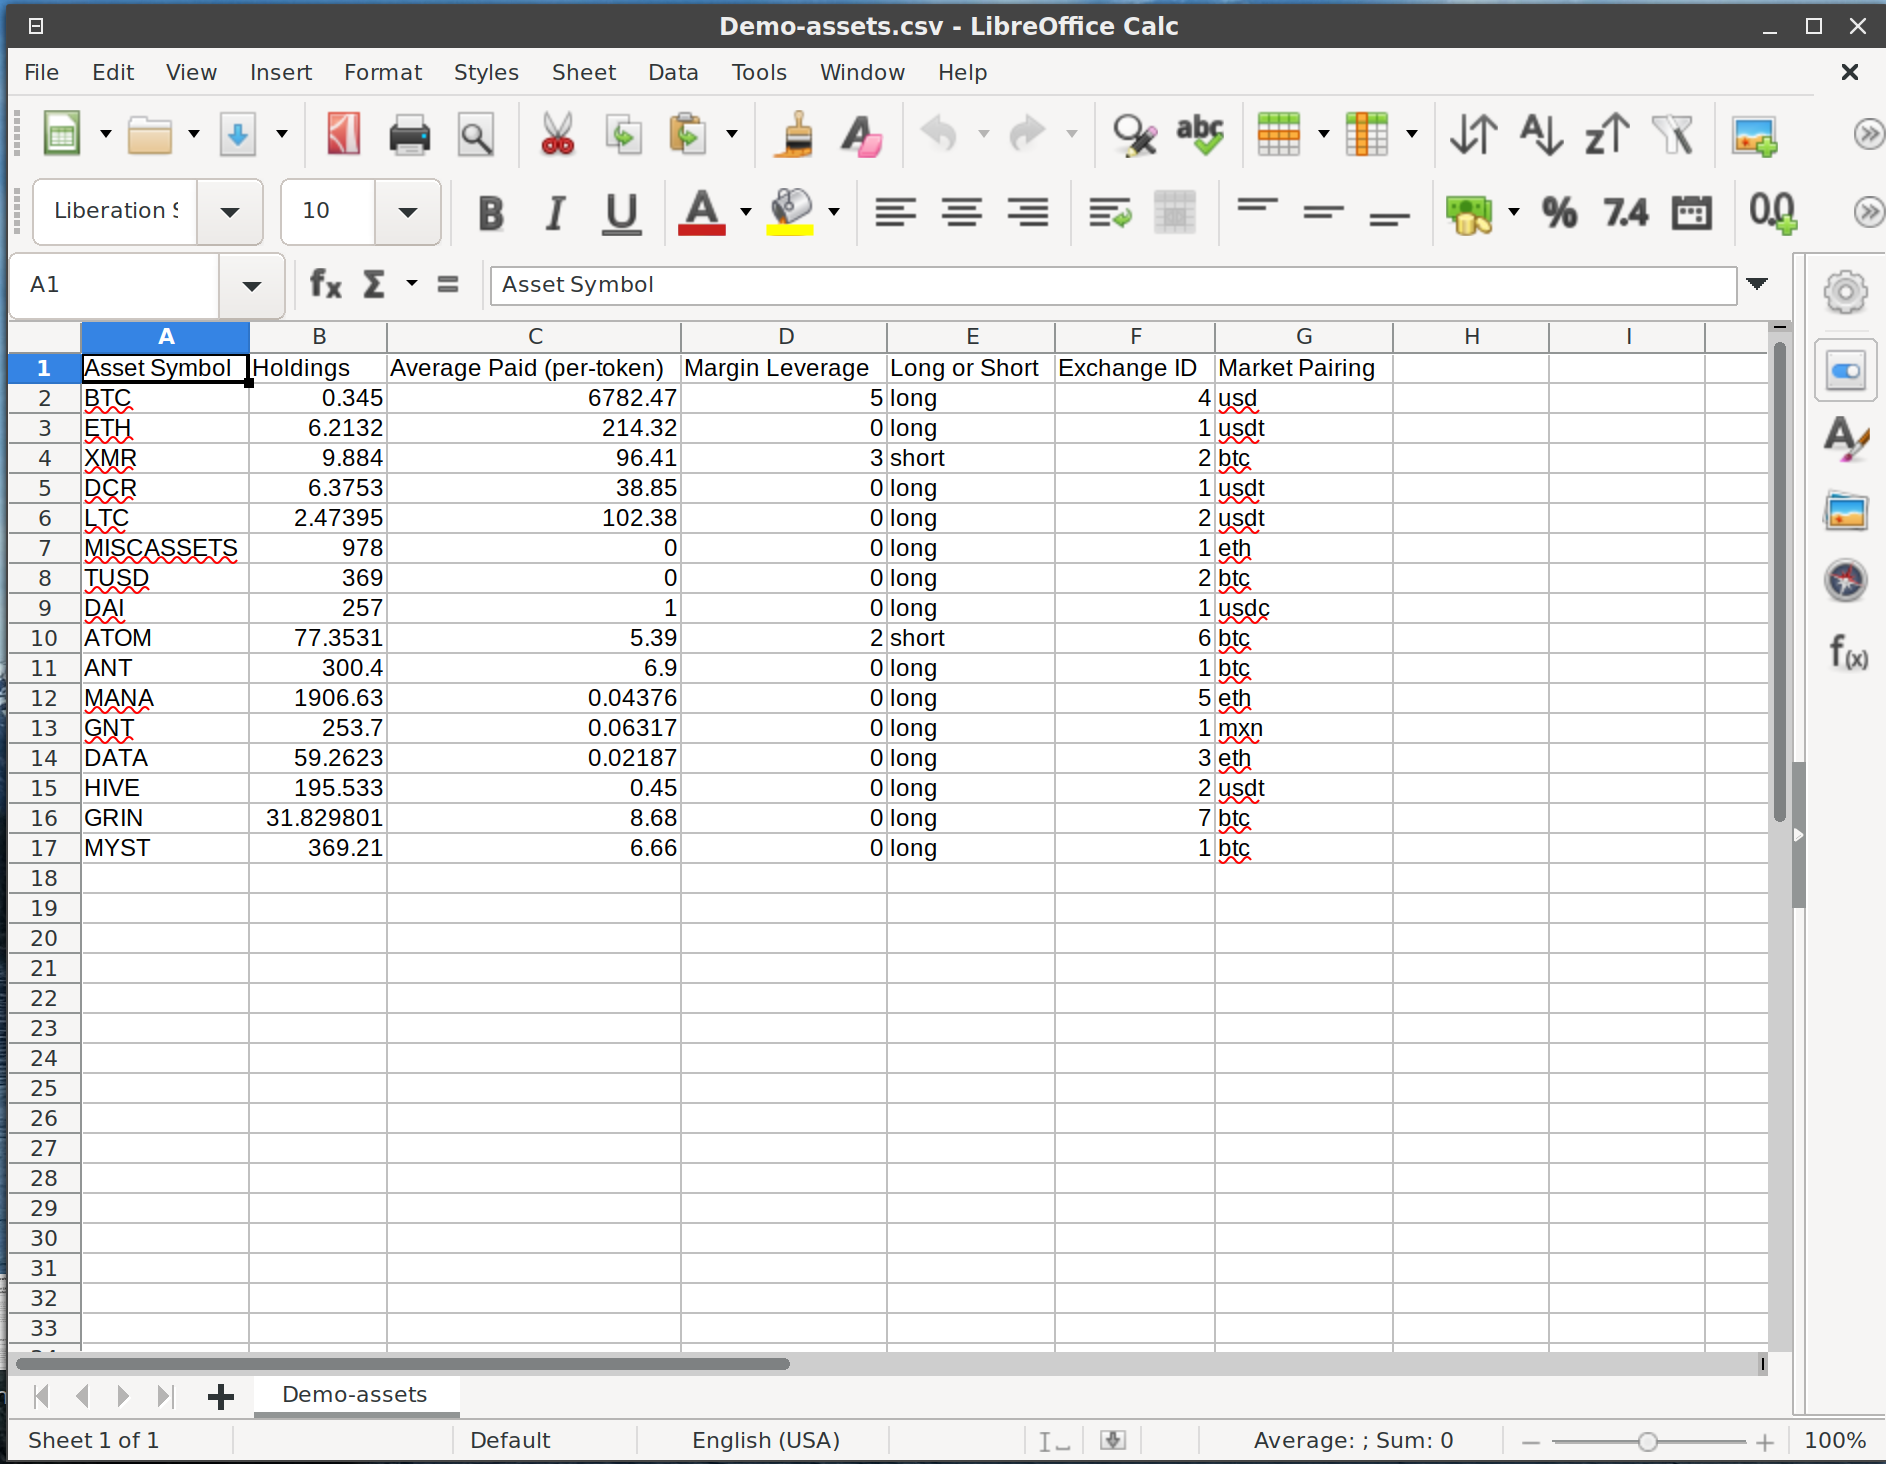 Demo-assets.csv - LibreOffice Calc
File Edit View Insert Format Styles Sheet Data Tools Window Help
abc
Liberation S 10 B I U A % 7.4 0.0
A1 fx Σ = Asset Symbol
A B C D E F G H I
1 Asset Symbol Holdings Average Paid (per-token) Margin Leverage Long or Short Exchange ID Market Pairing
2 BTC 0.345 6782.47 5 long 4 usd
3 ETH 6.2132 214.32 0 long 1 usdt
4 XMR 9.884 96.41 3 short 2 btc
5 DCR 6.3753 38.85 0 long 1 usdt
6 LTC 2.47395 102.38 0 long 2 usdt
7 MISCASSETS 978 0 0 long 1 eth
8 TUSD 369 0 0 long 2 btc
9 DAI 257 1 0 long 1 usdc
10 ATOM 77.3531 5.39 2 short 6 btc
11 ANT 300.4 6.9 0 long 1 btc
12 MANA 1906.63 0.04376 0 long 5 eth
13 GNT 253.7 0.06317 0 long 1 mxn
14 DATA 59.2623 0.02187 0 long 3 eth
15 HIVE 195.533 0.45 0 long 2 usdt
16 GRIN 31.829801 8.68 0 long 7 btc
17 MYST 369.21 6.66 0 long 1 btc
18
19
20
21
22
23
24
25
26
27
28
29
30
31
32
33
Demo-assets
Sheet 1 of 1 Default English (USA) Average: ; Sum: 0 100%